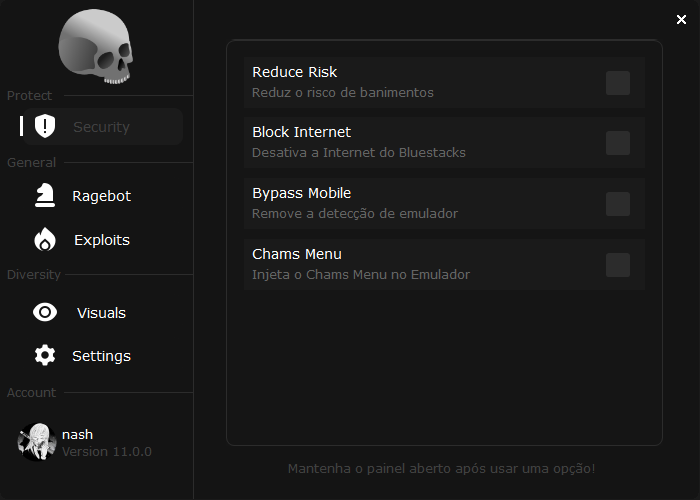 Protect
Security
General
Ragebot
Exploits
Diversity
Visuals
Settings
Account
nash
Version 11.0.0
Reduce Risk
Reduz o risco de banimentos
Block Internet
Desativa a Internet do Bluestacks
Bypass Mobile
Remove a detecção de emulador
Chams Menu
Injeta o Chams Menu no Emulador
Mantenha o painel aberto após usar uma opção!